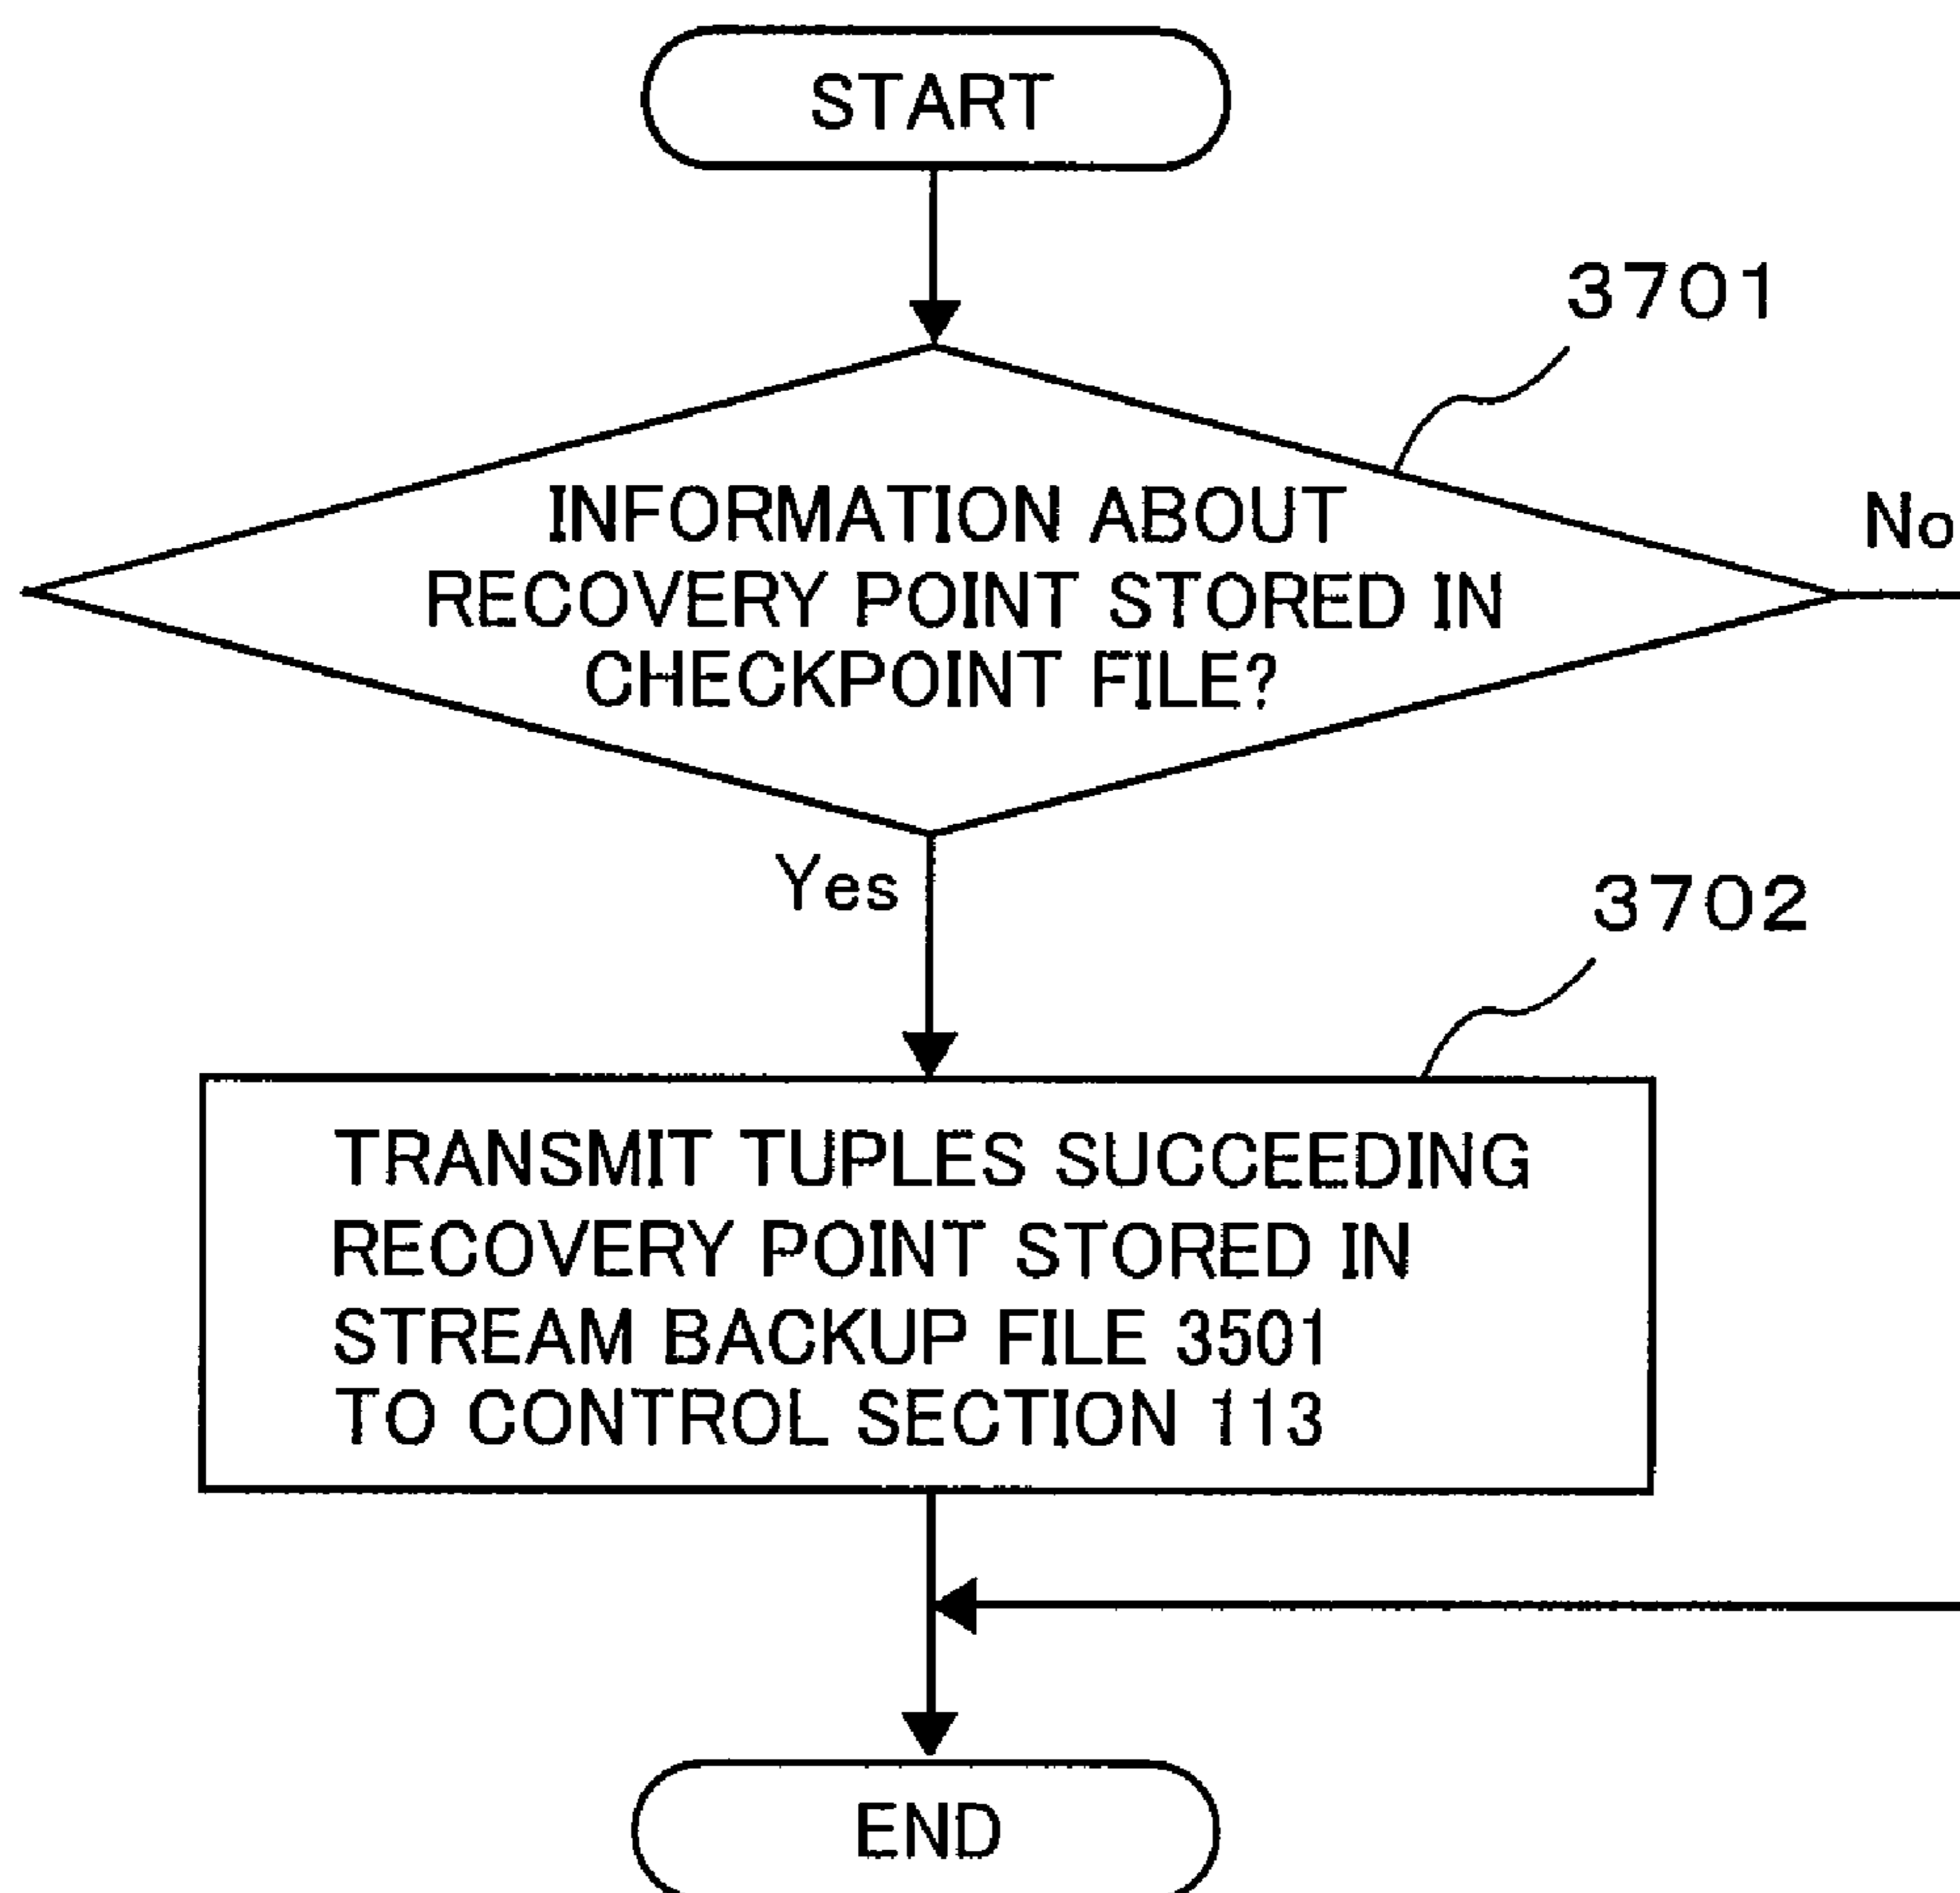 START
3701
INFORMATION ABOUT
RECOVERY POINT STORED IN
CHECKPOINT FILE?
No
Yes
3702
TRANSMIT TUPLES SUCCEEDING
RECOVERY POINT STORED IN
STREAM BACKUP FILE 3501
TO CONTROL SECTION 113
END